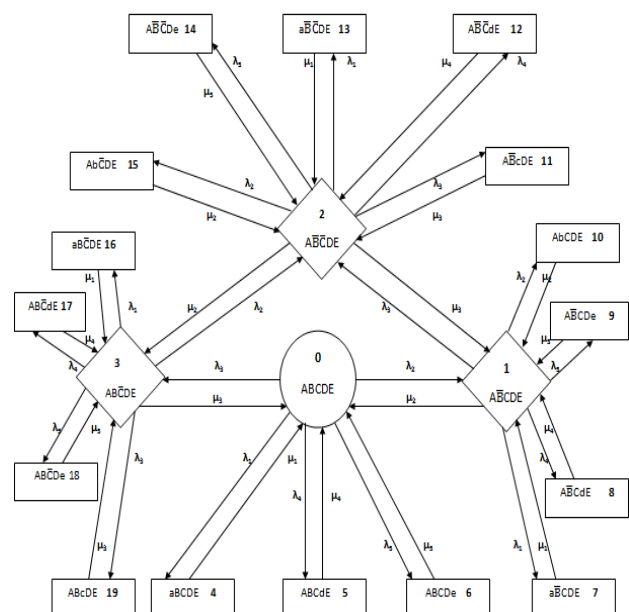 AB̅C̅De 14
aB̅C̅DE 13
AB̅C̅dE 12
λ₅
μ₁
λ₁
μ₄
λ₄
μ₅
AbC̅DE 15
AB̅cDE 11
λ₂
λ₃
μ₂
μ₃
2
AB̅C̅DE
aBC̅DE 16
AbCDE 10
μ₁
λ₁
λ₂
μ₂
ABC̅dE 17
AB̅CDe 9
μ₂
λ₂
λ₃
μ₃
μ₄
μ₅
λ₄
λ₅
3
ABC̅DE
0
ABCDE
1
AB̅CDE
λ₃
λ₂
μ₃
μ₂
λ₅
μ₅
ABC̅De 18
λ₃
μ₄
λ₄
AB̅CdE 8
λ₁
μ₁
λ₄
μ₄
λ₅
μ₅
μ₃
λ₁
μ₁
ABcDE 19
aBCDE 4
ABCdE 5
ABCDe 6
aB̅CDE 7